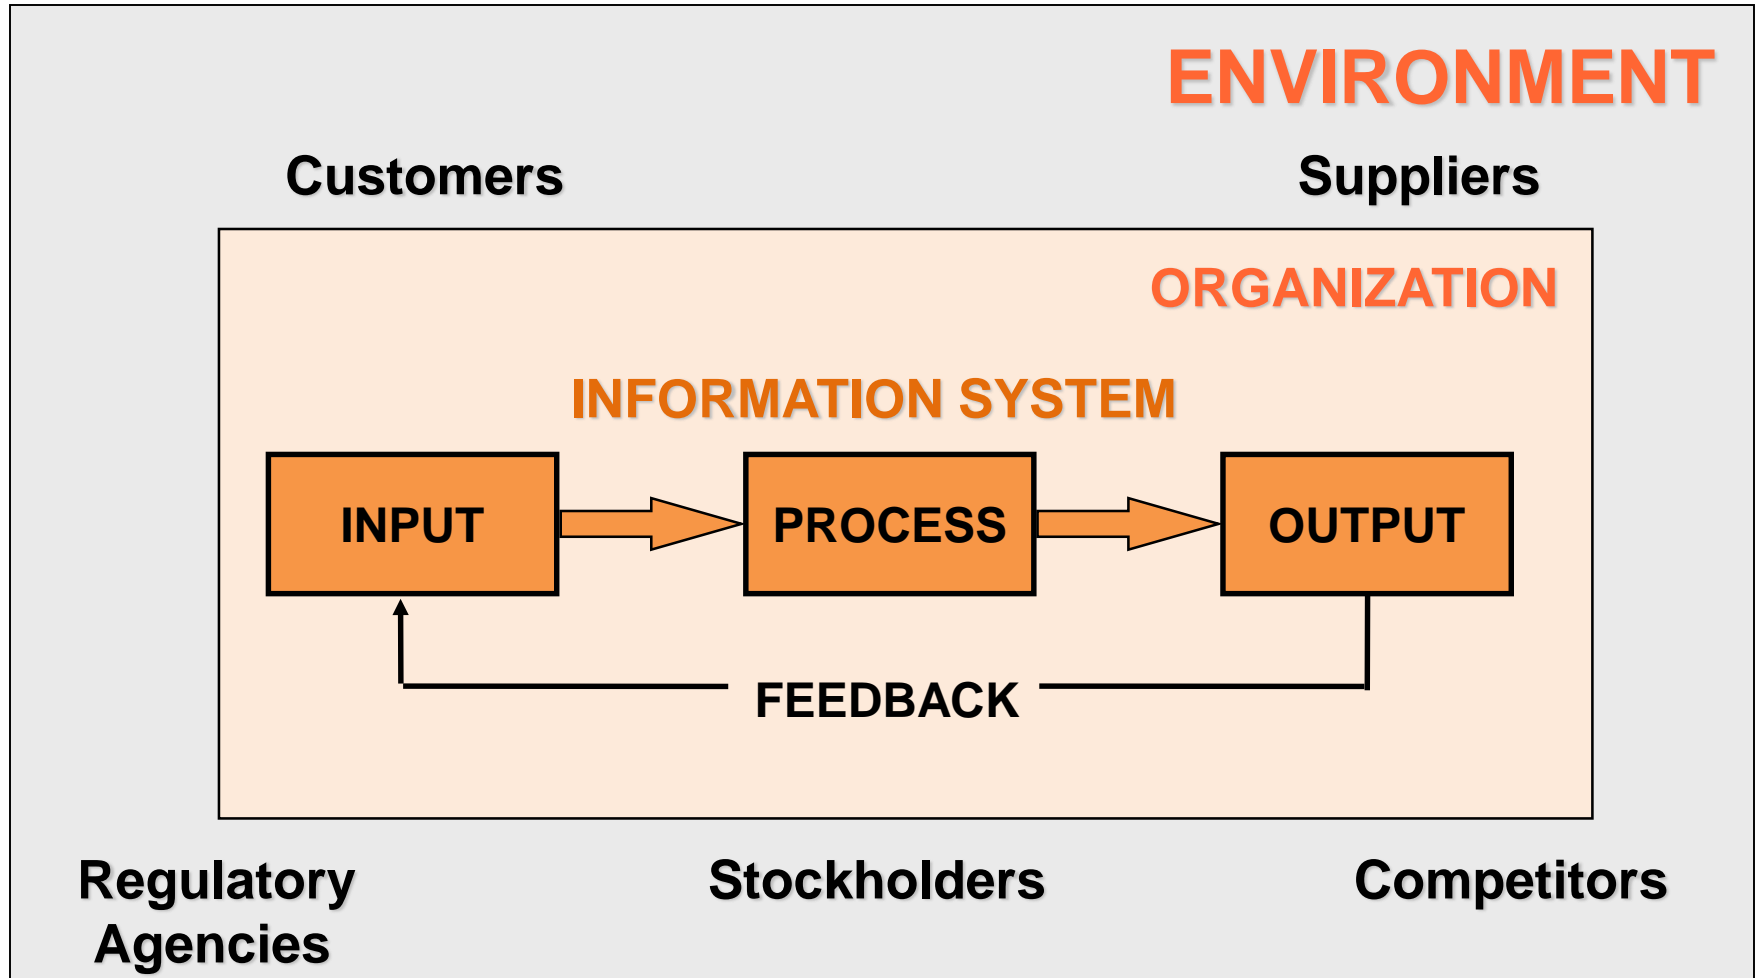 ENVIRONMENT
Customers
Suppliers
ORGANIZATION
INFORMATION SYSTEM
INPUT
PROCESS
OUTPUT
FEEDBACK
Regulatory
Agencies
Stockholders
Competitors